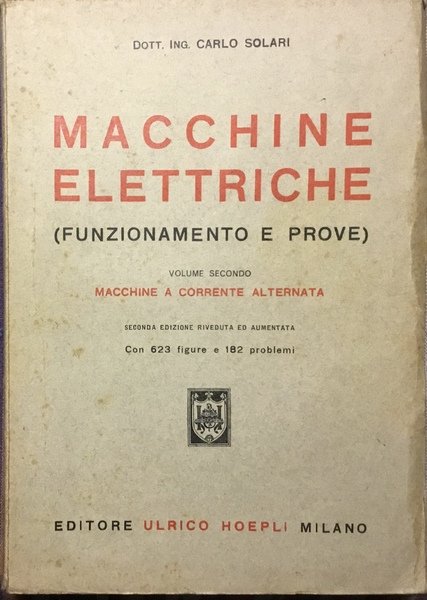 DOTT. ING. CARLO SOLARI
MACCHINE
ELETTRICHE
(FUNZIONAMENTO E PROVE)
VOLUME SECONDO
MACCHINE A CORRENTE ALTERNATA
SECONDA EDIZIONE RIVEDUTA ED AUMENTATA
Con 623 figure e 182 problemi
EDITORE ULRICO HOEPLI MILANO